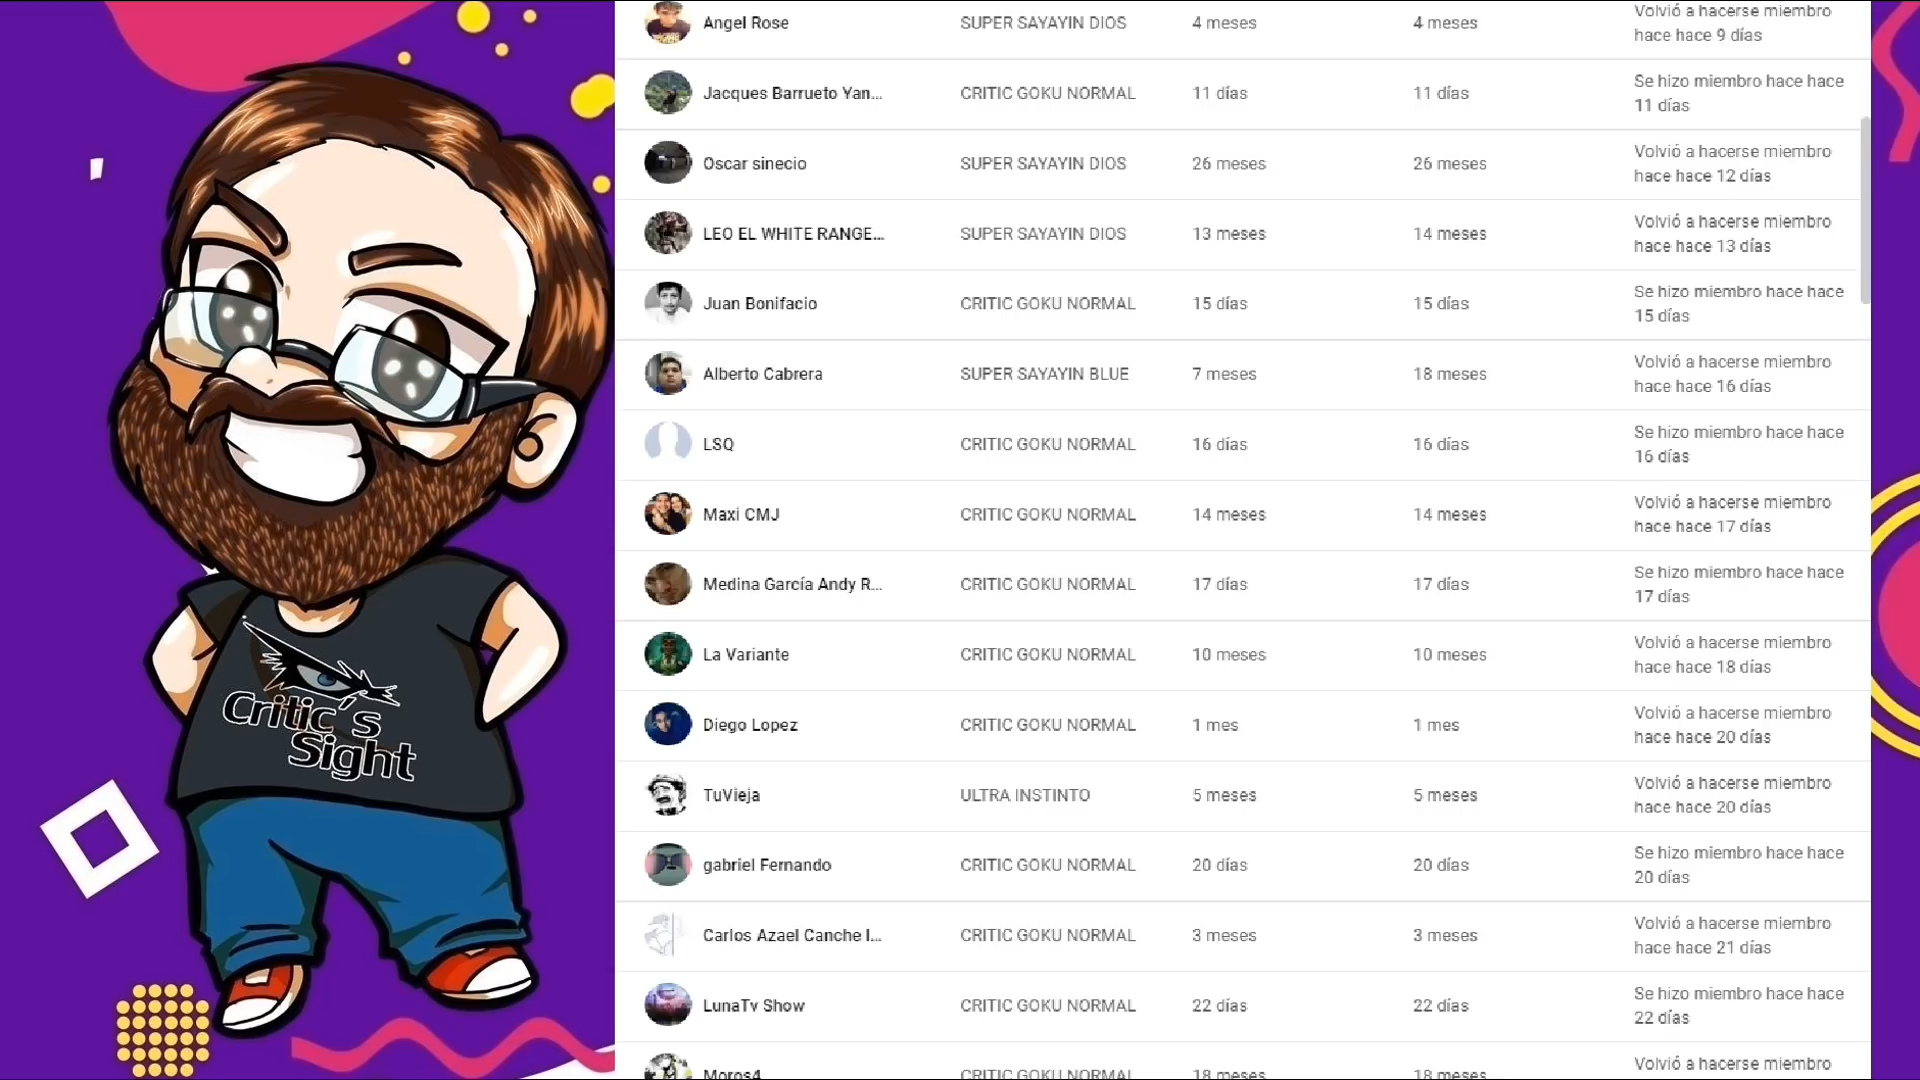 Critic's
Sight
Angel Rose SUPER SAYAYIN DIOS 4 meses 4 meses Volvió a hacerse miembro
hace hace 9 días
Jacques Barrueto Yan... CRITIC GOKU NORMAL 11 días 11 días Se hizo miembro hace hace
11 días
Oscar sinecio SUPER SAYAYIN DIOS 26 meses 26 meses Volvió a hacerse miembro
hace hace 12 días
LEO EL WHITE RANGE... SUPER SAYAYIN DIOS 13 meses 14 meses Volvió a hacerse miembro
hace hace 13 días
Juan Bonifacio CRITIC GOKU NORMAL 15 días 15 días Se hizo miembro hace hace
15 días
Alberto Cabrera SUPER SAYAYIN BLUE 7 meses 18 meses Volvió a hacerse miembro
hace hace 16 días
LSQ CRITIC GOKU NORMAL 16 días 16 días Se hizo miembro hace hace
16 días
Maxi CMJ CRITIC GOKU NORMAL 14 meses 14 meses Volvió a hacerse miembro
hace hace 17 días
Medina García Andy R... CRITIC GOKU NORMAL 17 días 17 días Se hizo miembro hace hace
17 días
La Variante CRITIC GOKU NORMAL 10 meses 10 meses Volvió a hacerse miembro
hace hace 18 días
Diego Lopez CRITIC GOKU NORMAL 1 mes 1 mes Volvió a hacerse miembro
hace hace 20 días
TuVieja ULTRA INSTINTO 5 meses 5 meses Volvió a hacerse miembro
hace hace 20 días
gabriel Fernando CRITIC GOKU NORMAL 20 días 20 días Se hizo miembro hace hace
20 días
Carlos Azael Canche I... CRITIC GOKU NORMAL 3 meses 3 meses Volvió a hacerse miembro
hace hace 21 días
LunaTv Show CRITIC GOKU NORMAL 22 días 22 días Se hizo miembro hace hace
22 días
Moros4 CRITIC GOKU NORMAL 18 meses 18 meses Volvió a hacerse miembro